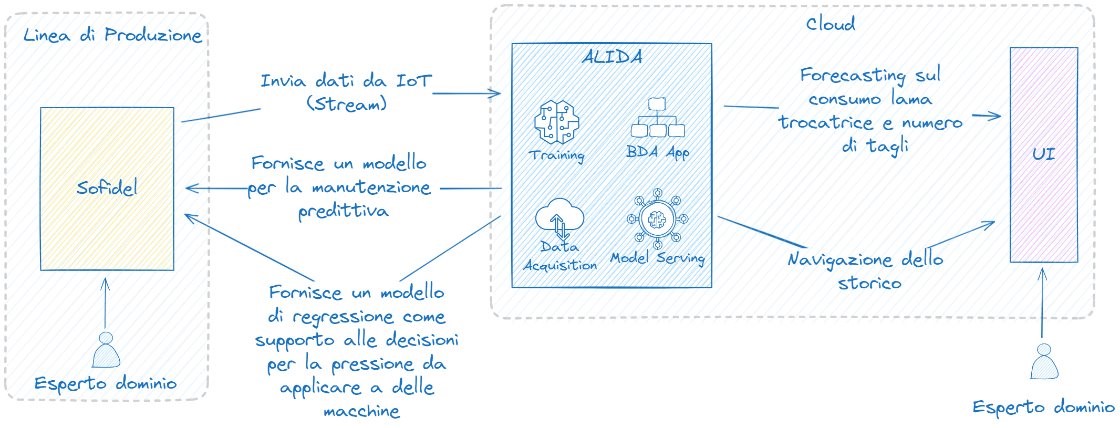 Linea di Produzione
Sofidel
Esperto dominio
Invia dati da IoT
(Stream)
Fornisce un modello
per la manutenzione
predittiva
Fornisce un modello
di regressione come
supporto alle decisioni
per la pressione da
applicare a delle
macchine
Cloud
ALIDA
Training
BDA App
Data
Acquisition
Model Serving
Forecasting sul
consumo lama
trocatrice e numero
di tagli
Navigazione dello
storico
UI
Esperto dominio